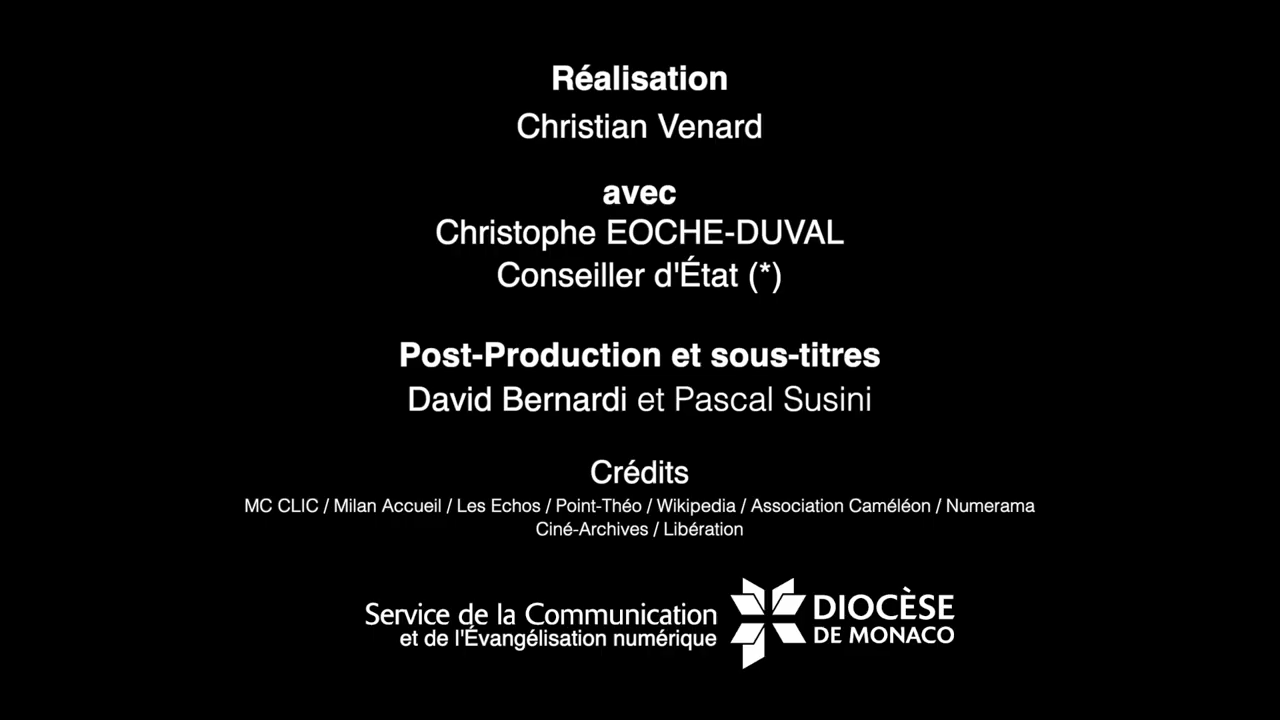 Réalisation
Christian Venard
avec
Christophe EOCHE-DUVAL
Conseiller d'État (*)
Post-Production et sous-titres
David Bernardi et Pascal Susini
Crédits
MC CLIC / Milan Accueil / Les Echos / Point-Théo / Wikipedia / Association Caméléon / Numerama
Ciné-Archives / Libération
Service de la Communication
et de l'Évangélisation numérique
DIOCÈSE
DE MONACO